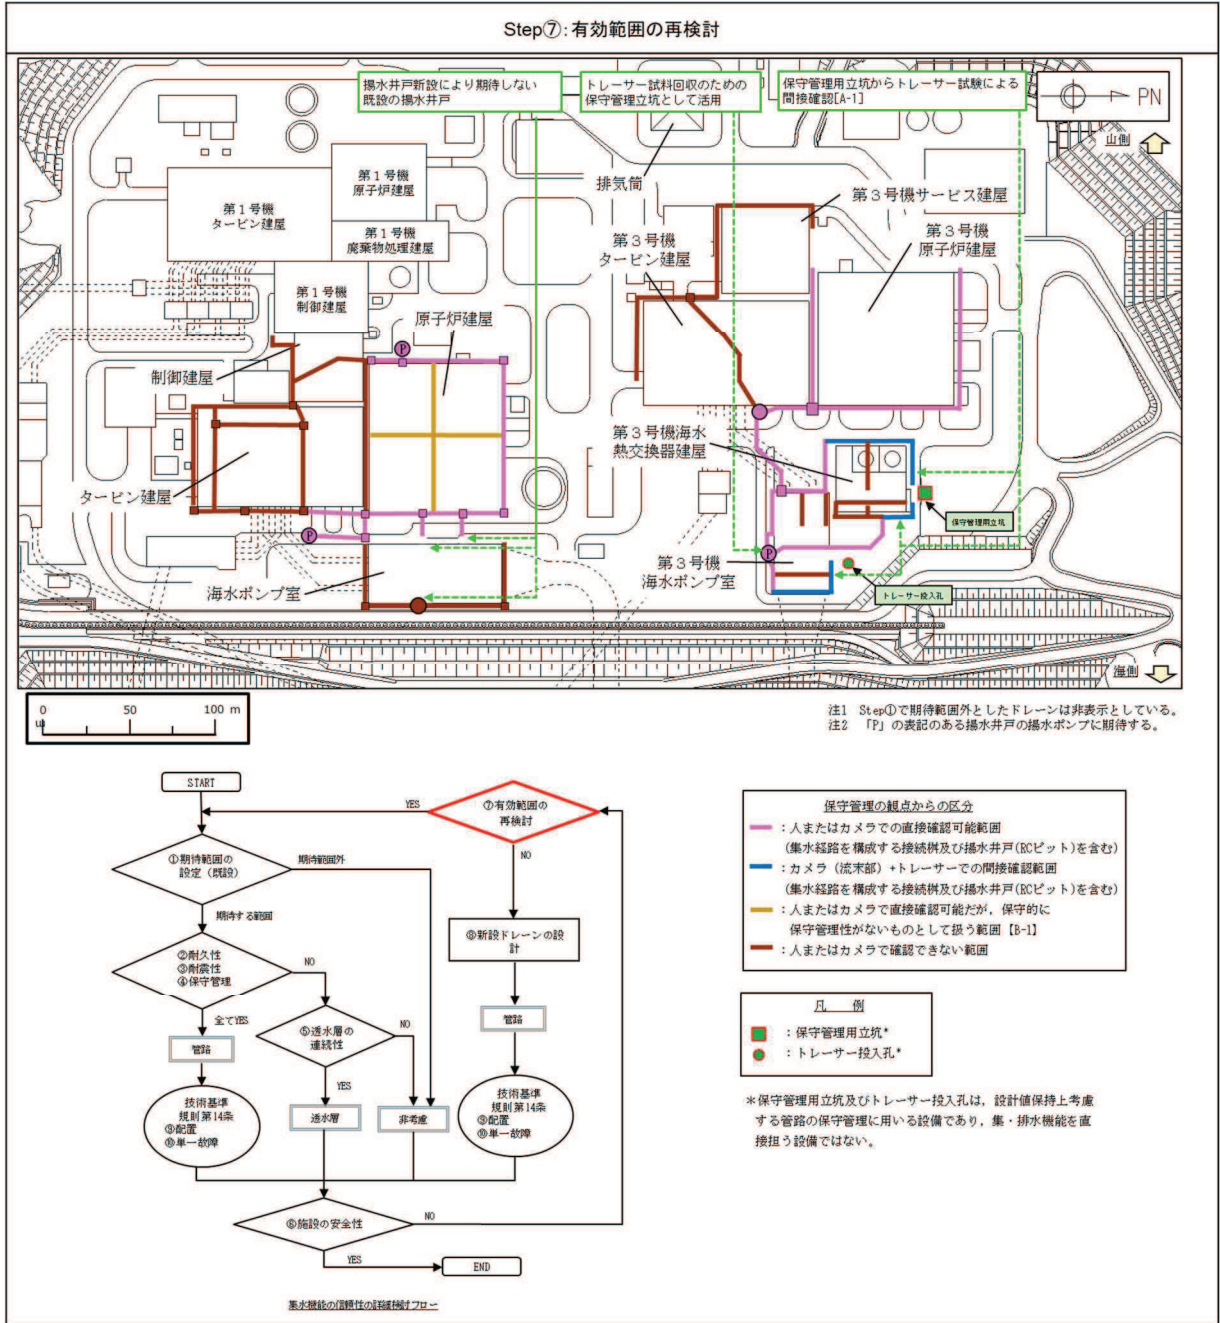 Step⑦：有効範囲の再検討
揚水井戸新設により期待しない
既設の揚水井戸
トレーサー試料回収のための
保守管理立坑として活用
保守管理用立坑からトレーサー試験による
間接確認[A-1]
PN
山側
排気筒
第１号機
原子炉建屋
第１号機
タービン建屋
第１号機
廃棄物処理建屋
第１号機
制御建屋
第３号機サービス建屋
第３号機
タービン建屋
第３号機
原子炉建屋
原子炉建屋
P
制御建屋
第３号機海水
熱交換器建屋
タービン建屋
保守管理用立坑
P
P
第３号機
海水ポンプ室
海水ポンプ室
トレーサー投入孔
海側
0 50 100 m
注1 Step①で期待範囲外としたドレーンは非表示としている。
注2 「P」の表記のある揚水井戸の揚水ポンプに期待する。
START
YES
⑦有効範囲の
再検討
NO
①期待範囲の
設定（既設）
期待範囲外
期待する範囲
⑧新設ドレーンの設
計
②耐久性
③耐震性
④保守管理
NO
全てYES
管路
⑤透水層の
連続性
NO
管路
YES
技術基準
規則第14条
⑨配置
⑩単一故障
透水層
非考慮
技術基準
規則第14条
⑨配置
⑩単一故障
⑥施設の安全性
NO
YES
END
集水機能の信頼性の詳細検討フロー
保守管理の観点からの区分
：人またはカメラでの直接確認可能範囲
(集水経路を構成する接続桝及び揚水井戸(RCピット)を含む)
：カメラ（流末部）+トレーサーでの間接確認範囲
(集水経路を構成する接続桝及び揚水井戸(RCピット)を含む)
：人またはカメラで直接確認可能だが，保守的に
保守管理性がないものとして扱う範囲【B-1】
：人またはカメラで確認できない範囲
凡 例
：保守管理用立坑*
：トレーサー投入孔*
＊保守管理用立坑及びトレーサー投入孔は，設計値保持上考慮
する管路の保守管理に用いる設備であり，集・排水機能を直
接担う設備ではない。